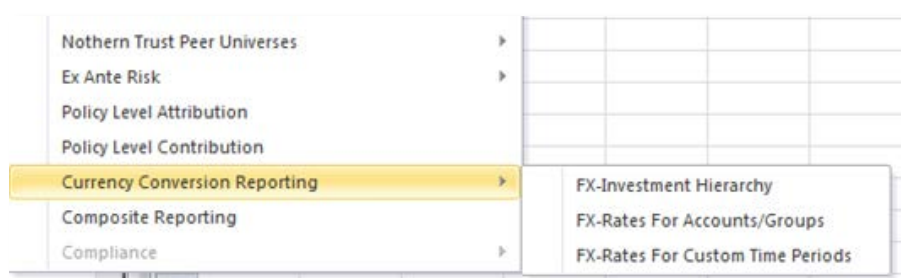 Nothern Trust Peer Universes
Ex Ante Risk
Policy Level Attribution
Policy Level Contribution
Currency Conversion Reporting
FX-Investment Hierarchy
Composite Reporting
FX-Rates For Accounts/Groups
Compliance
FX-Rates For Custom Time Periods